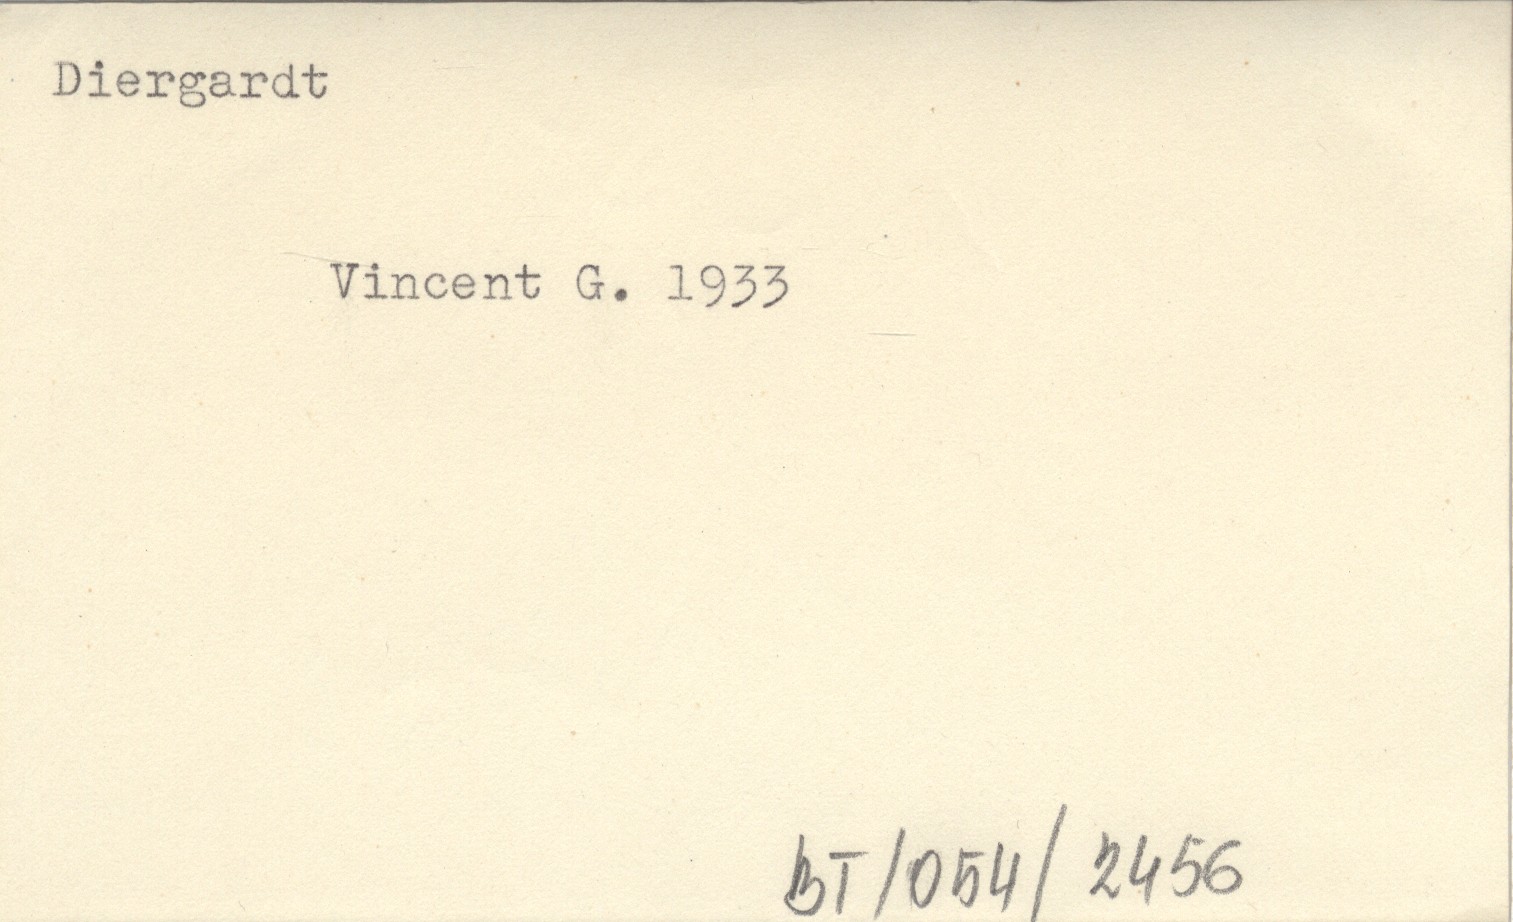 Diergardt
Vincent G. 1933
BT/054/2456